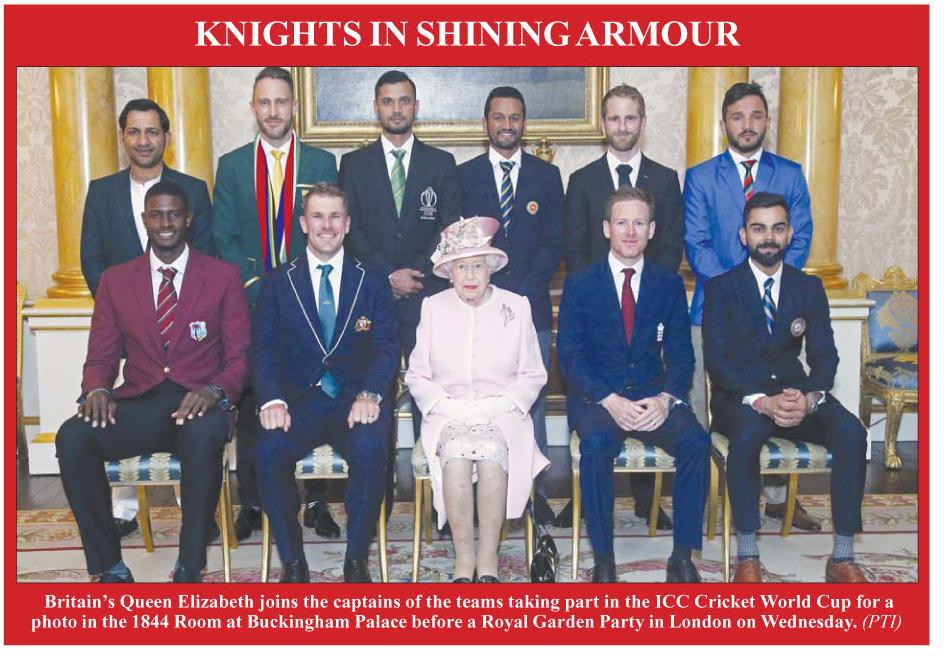 KNIGHTS IN SHINING ARMOUR
Britain's Queen Elizabeth joins the captains of the teams taking part in the ICC Cricket World Cup for a
photo in the 1844 Room at Buckingham Palace before a Royal Garden Party in London on Wednesday. (PTI)